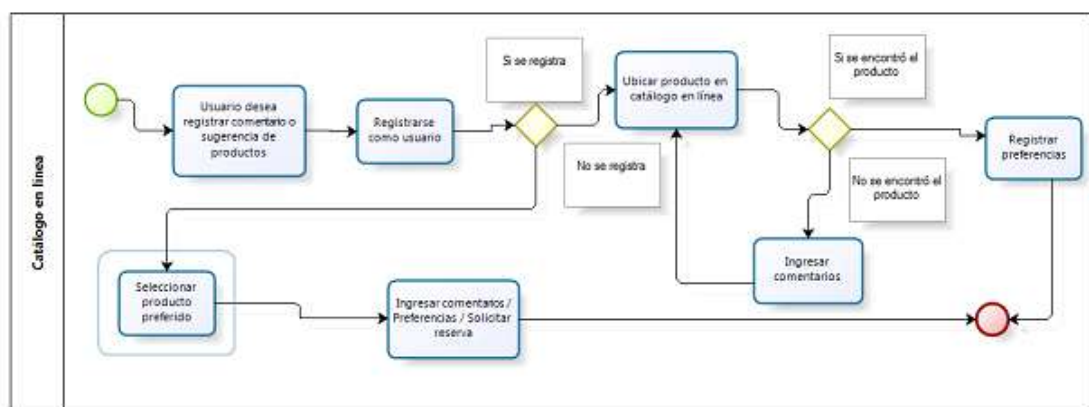 Catálogo en línea
Usuario desea
registrar comentario o
sugerencia de
productos
Registrarse
como usuario
Si se registra
No se registra
Ubicar producto en
catálogo en línea
Si se encontró el
producto
No se encontró el
producto
Registrar
preferencias
Ingresar
comentarios
Seleccionar
producto
preferido
Ingresar comentarios /
Preferencias / Solicitar
reserva